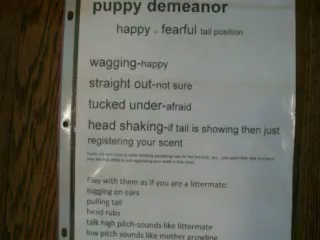 puppy demeanor
happy or fearful tail position
wagging-happy
straight out-not sure
tucked under-afraid
head shaking-if tail is showing then just
registering your scent
Play with them as if you are a littermate:
tugging on ears
pulling tail
head rubs
talk high pitch-sounds like littermate
low pitch sounds like-mother growling